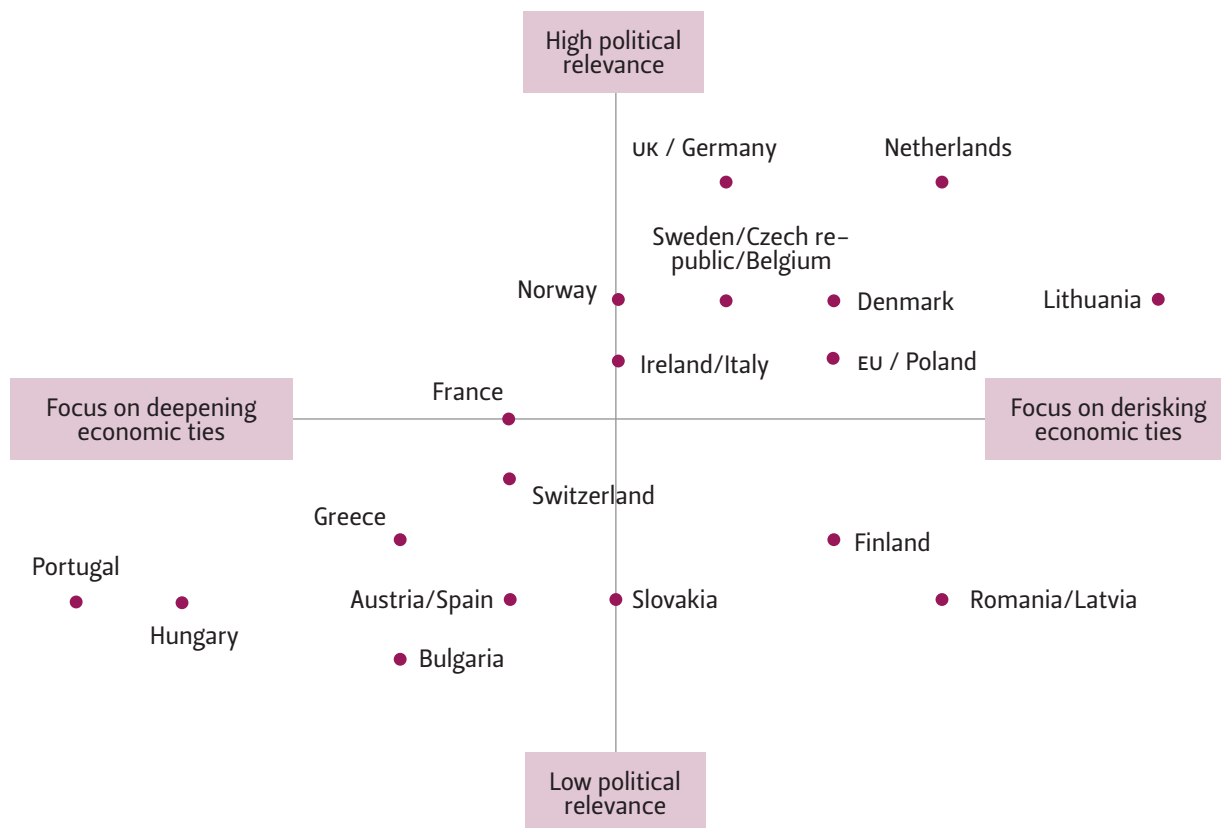 High political
relevance
UK / Germany
Netherlands
Sweden/Czech re–
public/Belgium
Norway
Denmark
Lithuania
Ireland/Italy
EU / Poland
France
Focus on deepening
economic ties
Focus on derisking
economic ties
Switzerland
Greece
Finland
Portugal
Austria/Spain
Slovakia
Romania/Latvia
Hungary
Bulgaria
Low political
relevance